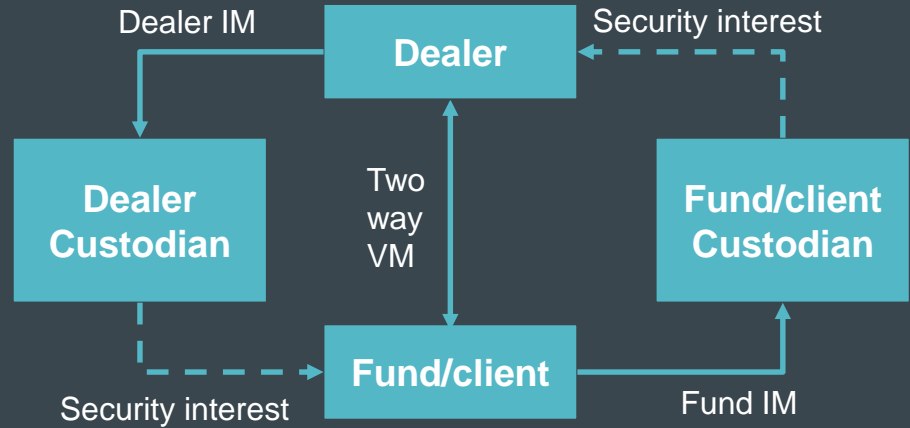 Dealer IM
Dealer
Security interest
Dealer
Custodian
Two
way
VM
Fund/client
Custodian
Fund/client
Security interest
Fund IM